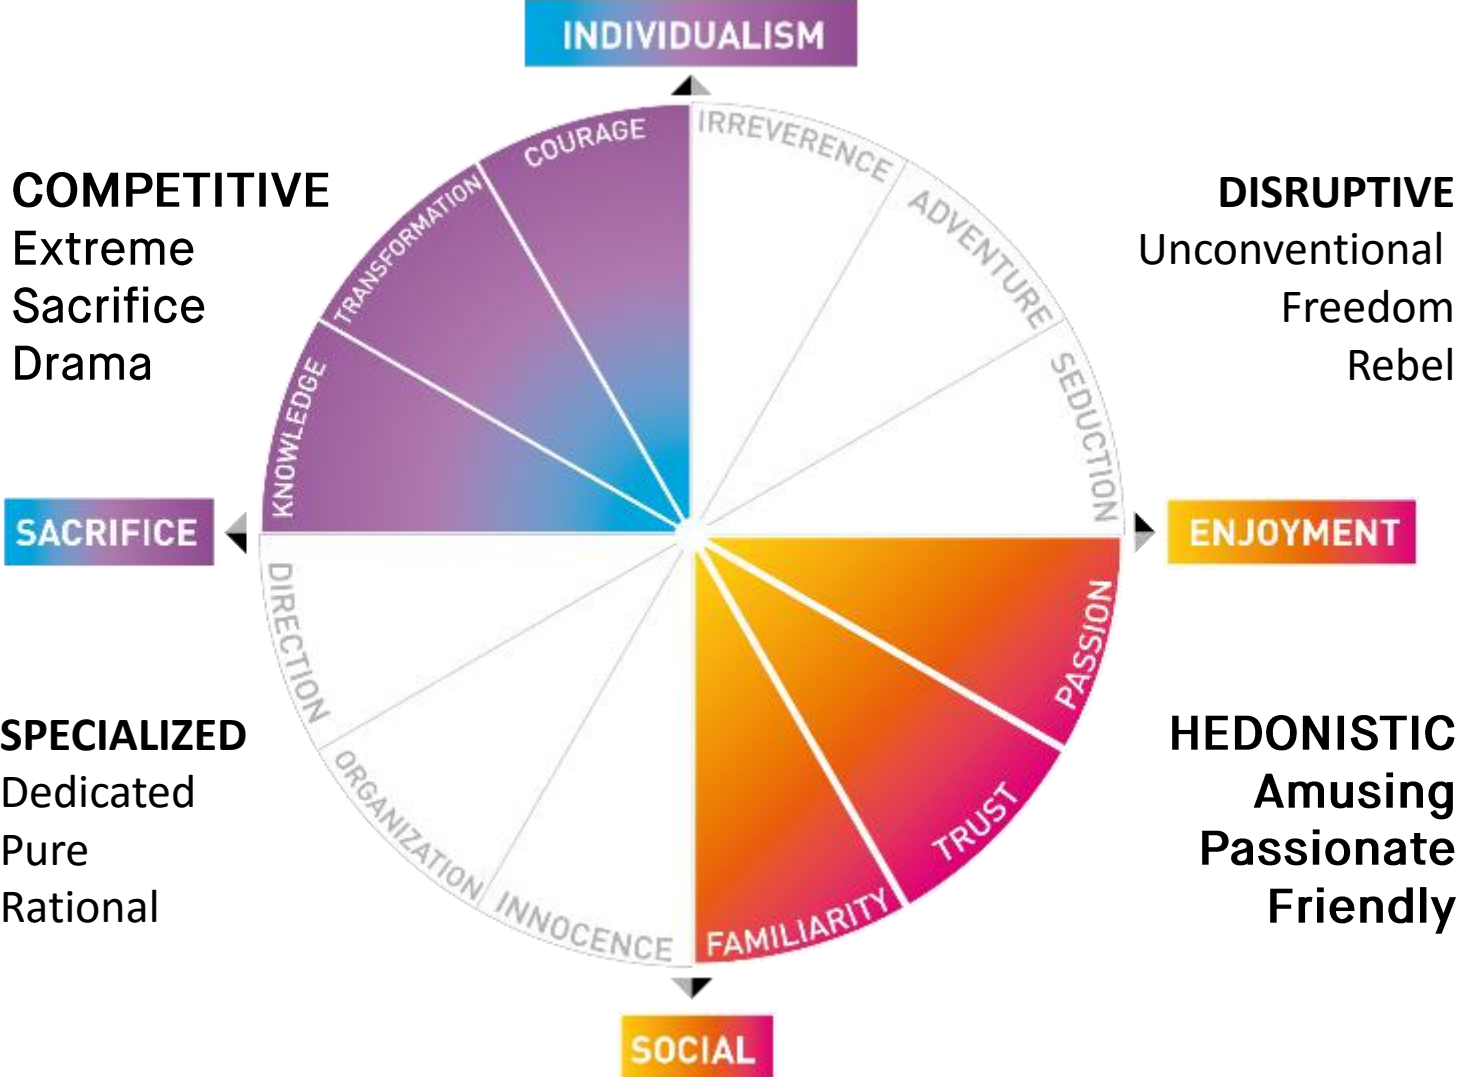 INDIVIDUALISM
COURAGE
IRREVERENCE
TRANSFORMATION
ADVENTURE
KNOWLEDGE
SEDUCTION
COMPETITIVE
Extreme
Sacrifice
Drama
DISRUPTIVE
Unconventional
Freedom
Rebel
SACRIFICE
ENJOYMENT
DIRECTION
PASSION
ORGANIZATION
TRUST
INNOCENCE
FAMILIARITY
SPECIALIZED
Dedicated
Pure
Rational
HEDONISTIC
Amusing
Passionate
Friendly
SOCIAL